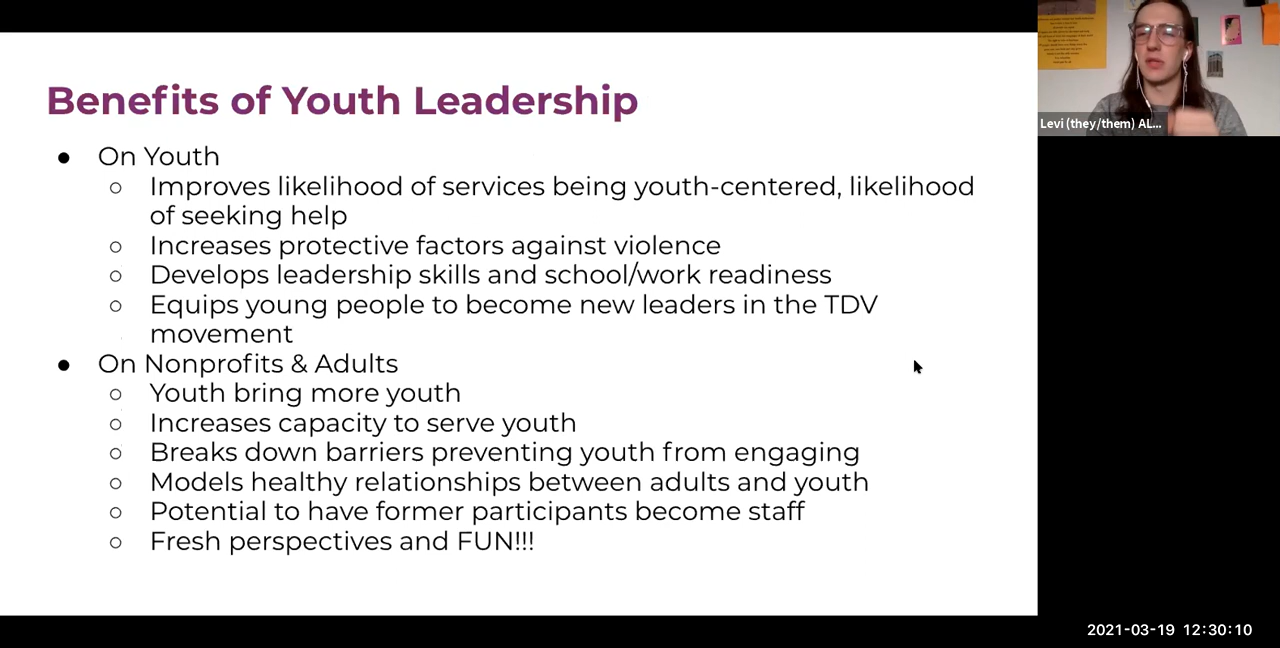 Benefits of Youth Leadership
● On Youth
○ Improves likelihood of services being youth-centered, likelihood
of seeking help
○ Increases protective factors against violence
○ Develops leadership skills and school/work readiness
○ Equips young people to become new leaders in the TDV
movement
● On Nonprofits & Adults
○ Youth bring more youth
○ Increases capacity to serve youth
○ Breaks down barriers preventing youth from engaging
○ Models healthy relationships between adults and youth
○ Potential to have former participants become staff
○ Fresh perspectives and FUN!!!
Levi (they/them) AL...
2021-03-19 12:30:10